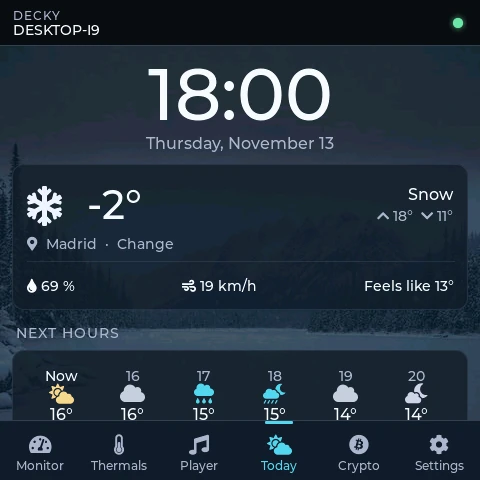 DECKY
DESKTOP-I9
18:00
Thursday, November 13
-2°
Snow
18° 11°
Madrid · Change
69 %
19 km/h
Feels like 13°
NEXT HOURS
Now 16 17 18 19 20
16° 16° 15° 15° 14° 14°
Monitor Thermals Player Today Crypto Settings